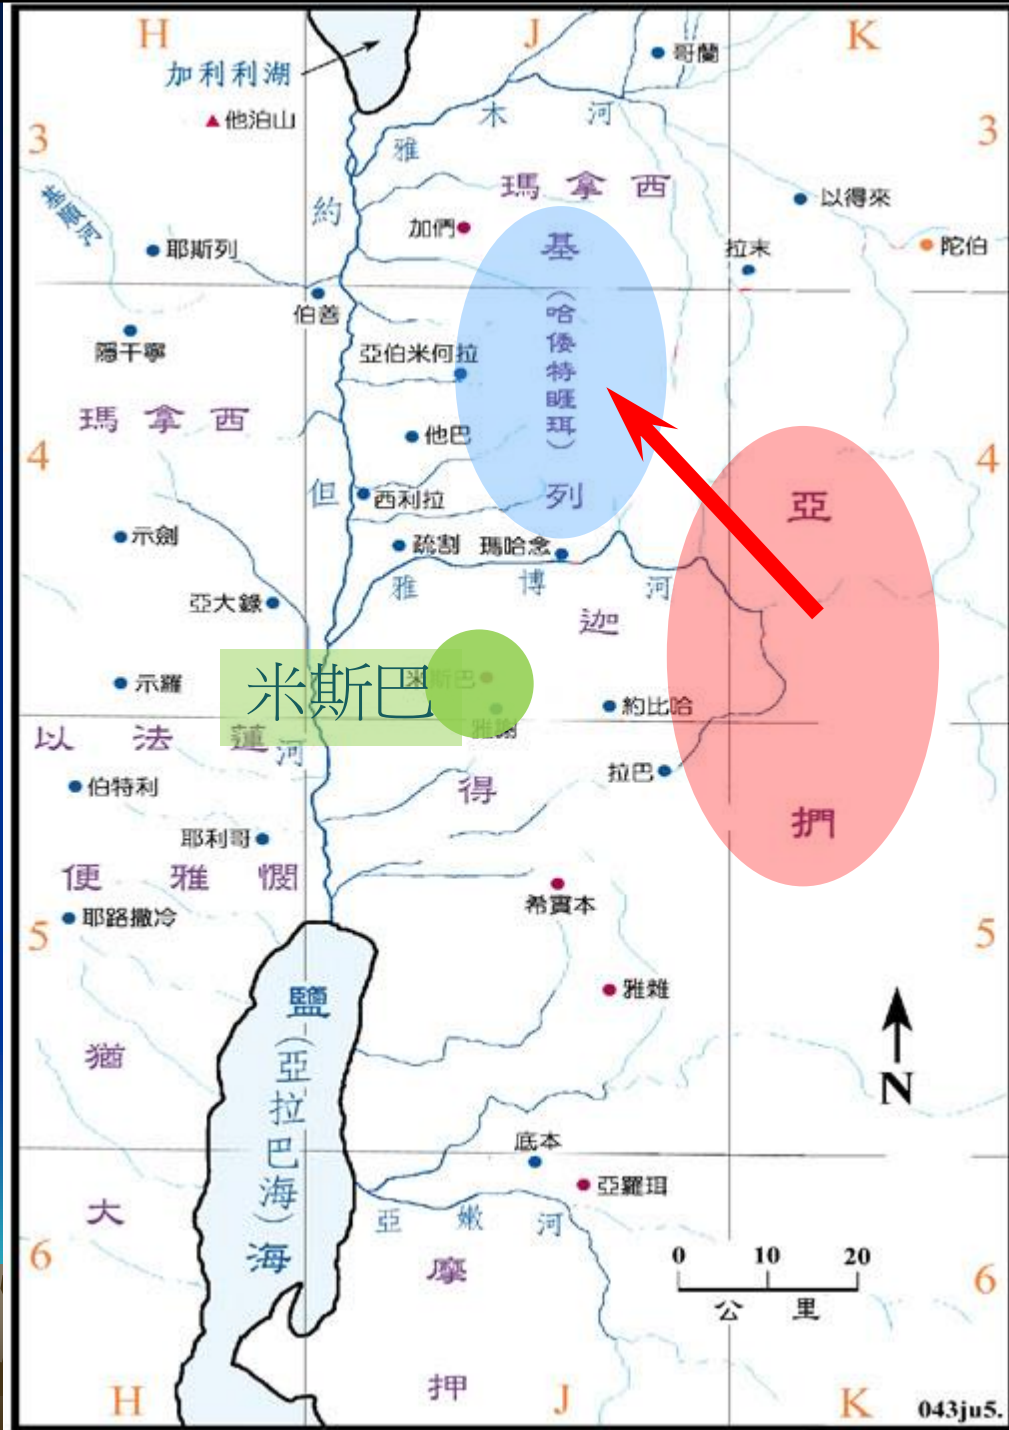 H
J
K
加利利湖
哥蘭
他泊山
木
河
雅
3
3
瑪拿西
基順河
以得來
約
加們
耶斯列
基
拉末
陀伯
伯善
(哈倭特睚珥)
隱干寧
亞伯米何拉
瑪拿西
他巴
4
4
但
西利拉
列
亞
示劍
疏割
瑪哈念
雅
博
河
亞大錄
迦
示羅
米斯巴
米斯巴
約比哈
雅謝
以法蓮
河
伯特利
拉巴
得
捫
耶利哥
便雅憫
希實本
耶路撒冷
5
5
鹽
雅雜
(亞拉巴海)
猶
N
底本
亞羅珥
大
亞
嫩
河
海
6
6
摩
0 10 20
公里
押
H
J
K
043ju5.